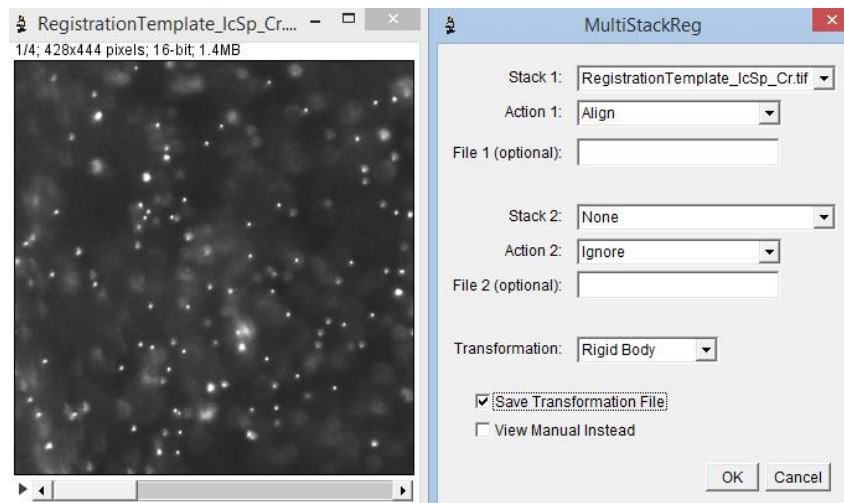 RegistrationTemplate_IcSp_Cr....
1/4; 428x444 pixels; 16-bit; 1.4MB
MultiStackReg
Stack 1: RegistrationTemplate_IcSp_Cr.tif
Action 1: Align
File 1 (optional):
Stack 2: None
Action 2: Ignore
File 2 (optional):
Transformation: Rigid Body
Save Transformation File
View Manual Instead
OK Cancel